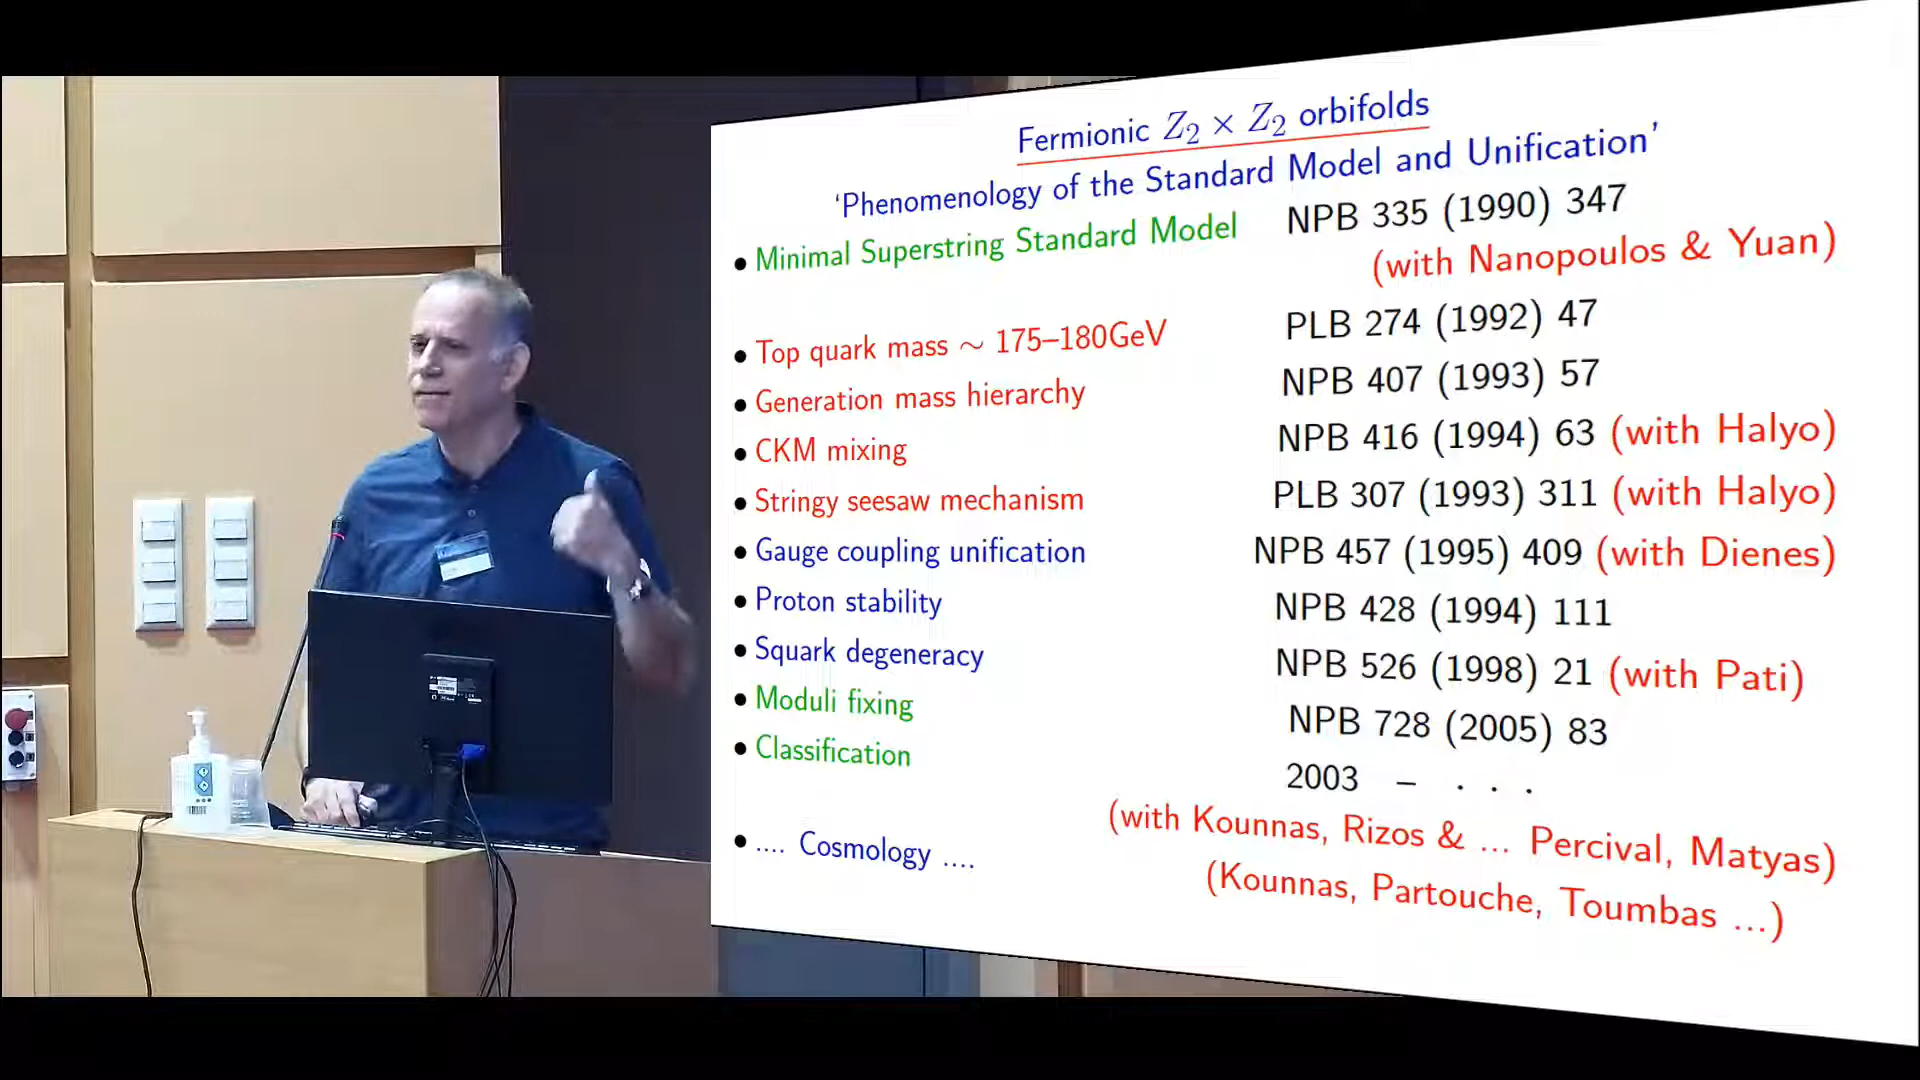 Fermionic Z₂ × Z₂ orbifolds
‘Phenomenology of the Standard Model and Unification’
• Minimal Superstring Standard Model NPB 335 (1990) 347
(with Nanopoulos & Yuan)
• Top quark mass ∼ 175–180GeV PLB 274 (1992) 47
• Generation mass hierarchy NPB 407 (1993) 57
• CKM mixing NPB 416 (1994) 63 (with Halyo)
• Stringy seesaw mechanism PLB 307 (1993) 311 (with Halyo)
• Gauge coupling unification NPB 457 (1995) 409 (with Dienes)
• Proton stability NPB 428 (1994) 111
• Squark degeneracy NPB 526 (1998) 21 (with Pati)
• Moduli fixing NPB 728 (2005) 83
• Classification 2003 – . . .
(with Kounnas, Rizos & ... Percival, Matyas)
• .... Cosmology .... (Kounnas, Partouche, Toumbas ...)